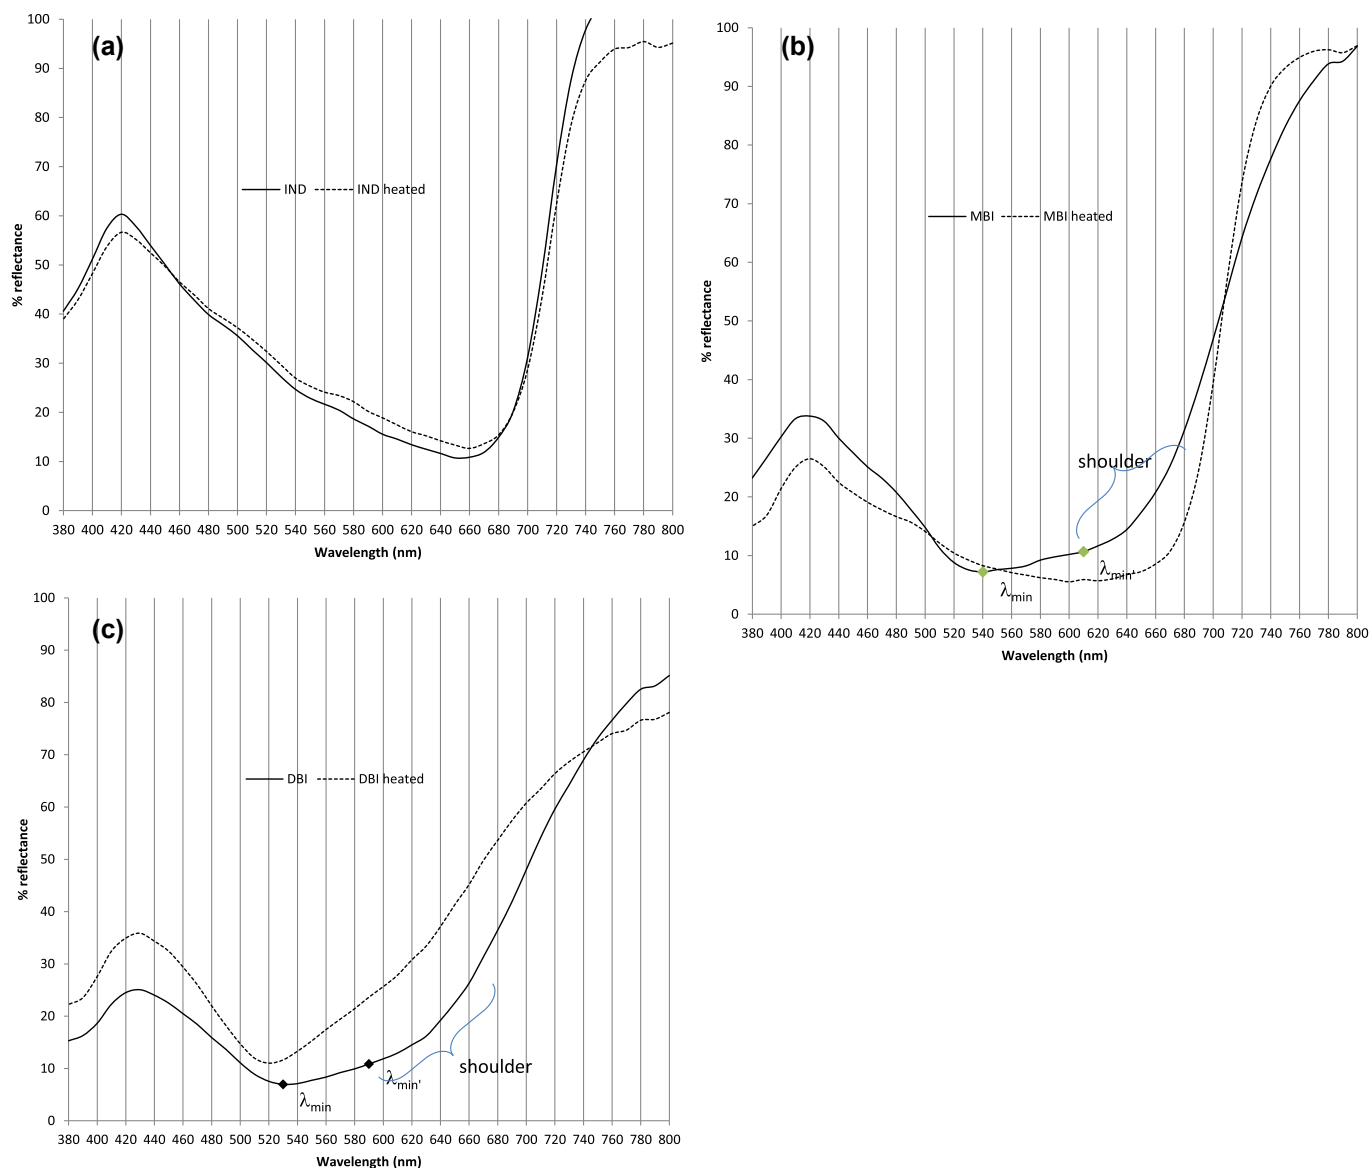 (a)
100
90
80
70
60
50
40
30
20
10
0
% reflectance
IND IND heated
380 400 420 440 460 480 500 520 540 560 580 600 620 640 660 680 700 720 740 760 780 800
Wavelength (nm)
(b)
100
90
80
70
60
50
40
30
20
10
0
% reflectance
MBI MBI heated
shoulder
λmin'
λmin
380 400 420 440 460 480 500 520 540 560 580 600 620 640 660 680 700 720 740 760 780 800
Wavelength (nm)
(c)
100
90
80
70
60
50
40
30
20
10
0
% reflectance
DBI DBI heated
shoulder
λmin'
λmin
380 400 420 440 460 480 500 520 540 560 580 600 620 640 660 680 700 720 740 760 780 800
Wavelength (nm)